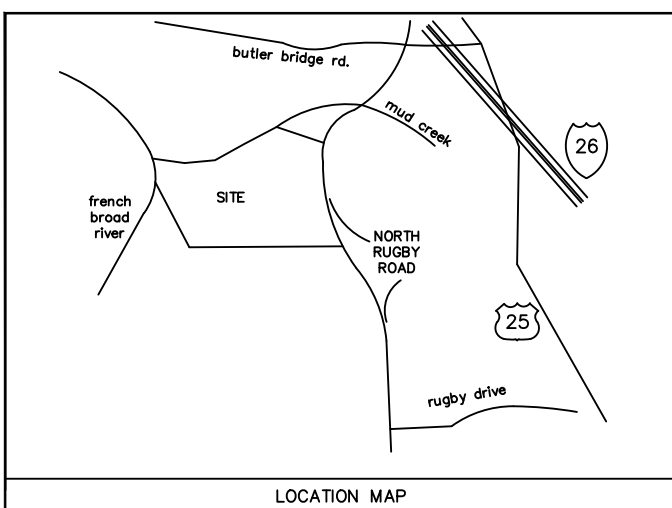 butler bridge rd.
mud creek
26
french
broad
river
SITE
NORTH
RUGBY
ROAD
25
rugby drive
LOCATION MAP